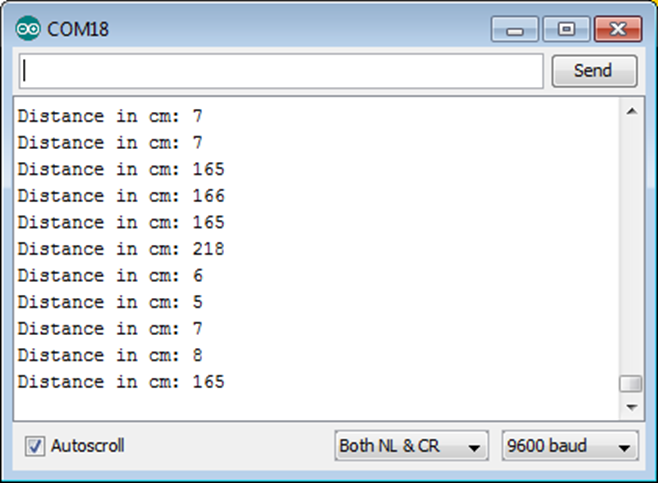 COM18
Send
Distance in cm: 7
Distance in cm: 7
Distance in cm: 165
Distance in cm: 166
Distance in cm: 165
Distance in cm: 218
Distance in cm: 6
Distance in cm: 5
Distance in cm: 7
Distance in cm: 8
Distance in cm: 165
Autoscroll Both NL & CR 9600 baud